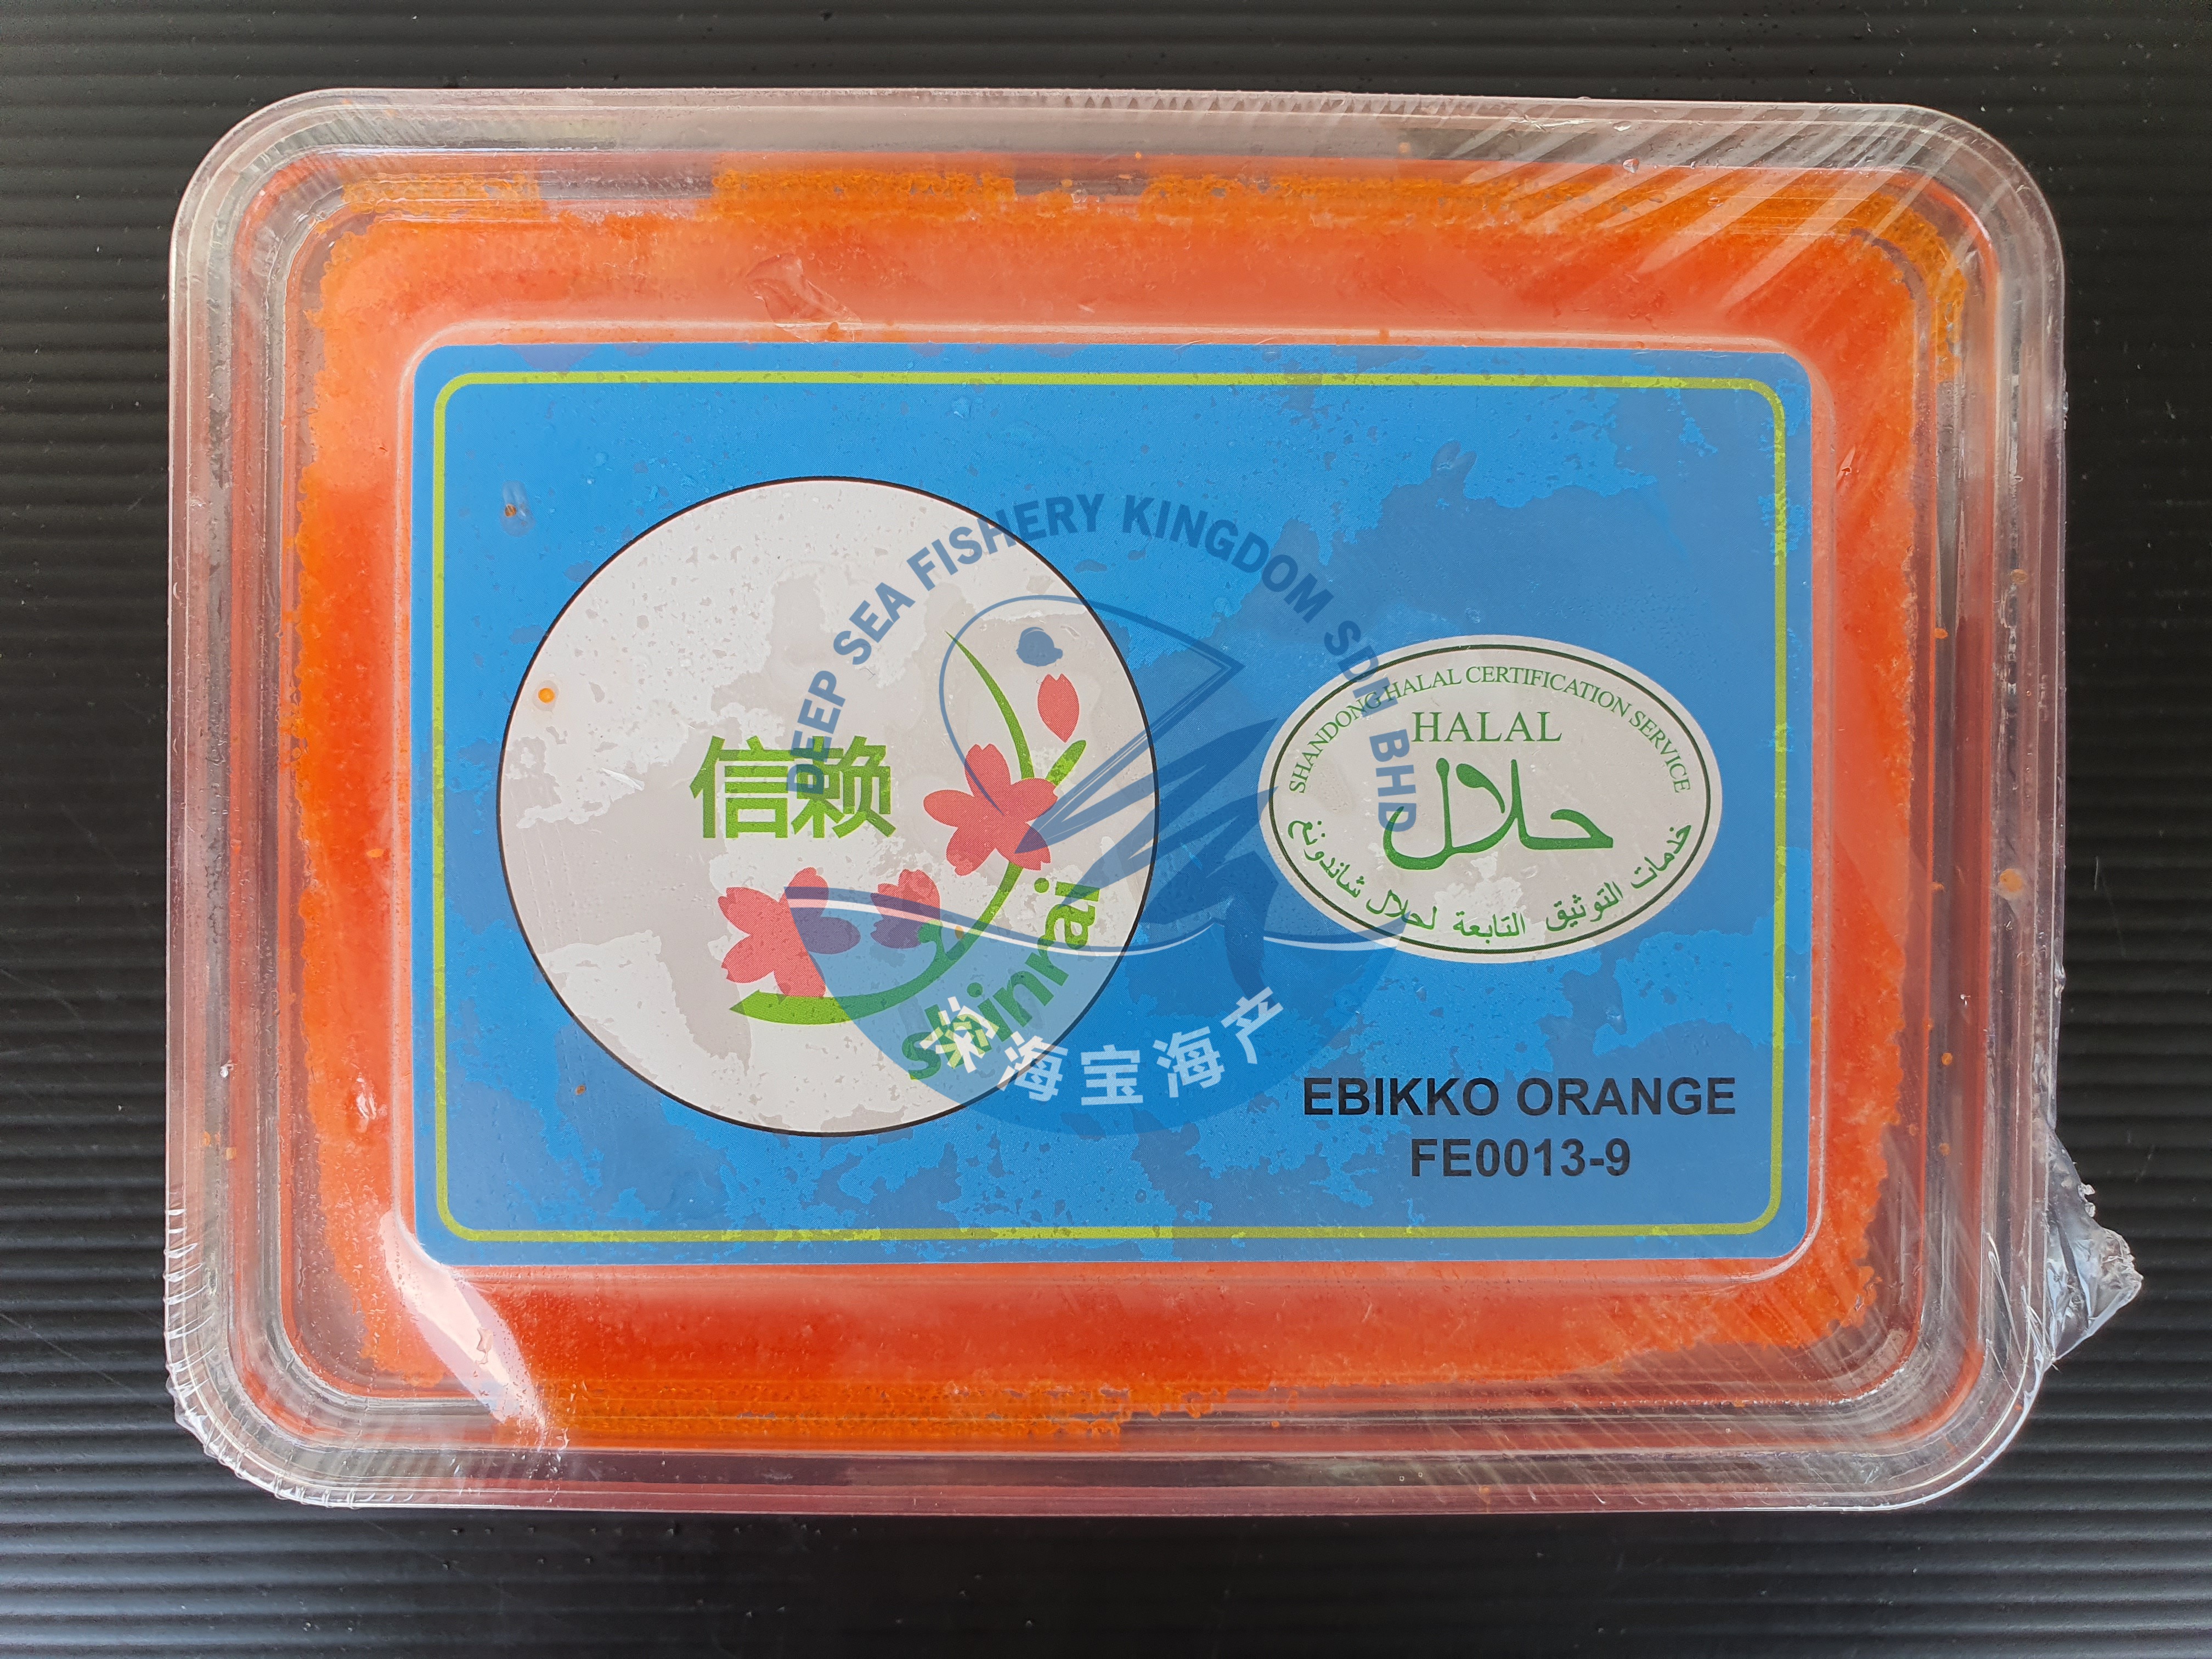 DEEP SEA FISHERY KINGDOM SDN BHD
信赖
Shinrai
海宝海产
SHANDONG HALAL CERTIFICATION SERVICE
HALAL
حلال
خدمات التوثيق التابعة لحلال شاندونغ
EBIKKO ORANGE
FE0013-9